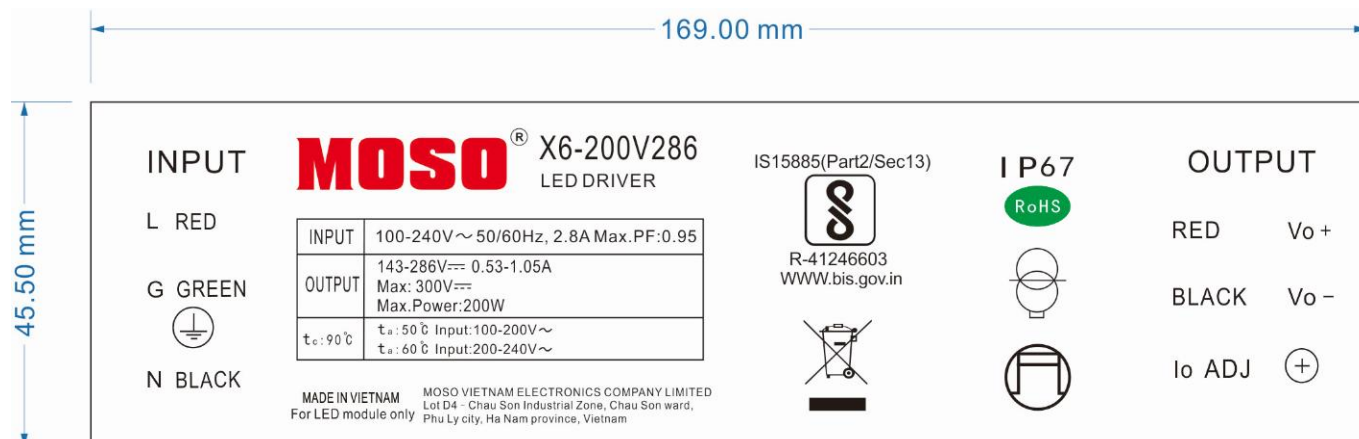 169.00 mm
45.50 mm
INPUT
L RED
G GREEN
N BLACK
MOSO® X6-200V286
LED DRIVER
INPUT 100-240V～50/60Hz, 2.8A Max.PF:0.95
OUTPUT 143-286V⎓ 0.53-1.05A
Max: 300V⎓
Max.Power:200W
tc:90℃ ta:50℃ Input:100-200V～
ta:60℃ Input:200-240V～
MADE IN VIETNAM
For LED module only
MOSO VIETNAM ELECTRONICS COMPANY LIMITED
Lot D4 - Chau Son Industrial Zone, Chau Son ward,
Phu Ly city, Ha Nam province, Vietnam
IS15885(Part2/Sec13)
R-41246603
WWW.bis.gov.in
IP67
RoHS
OUTPUT
RED Vo +
BLACK Vo -
Io ADJ